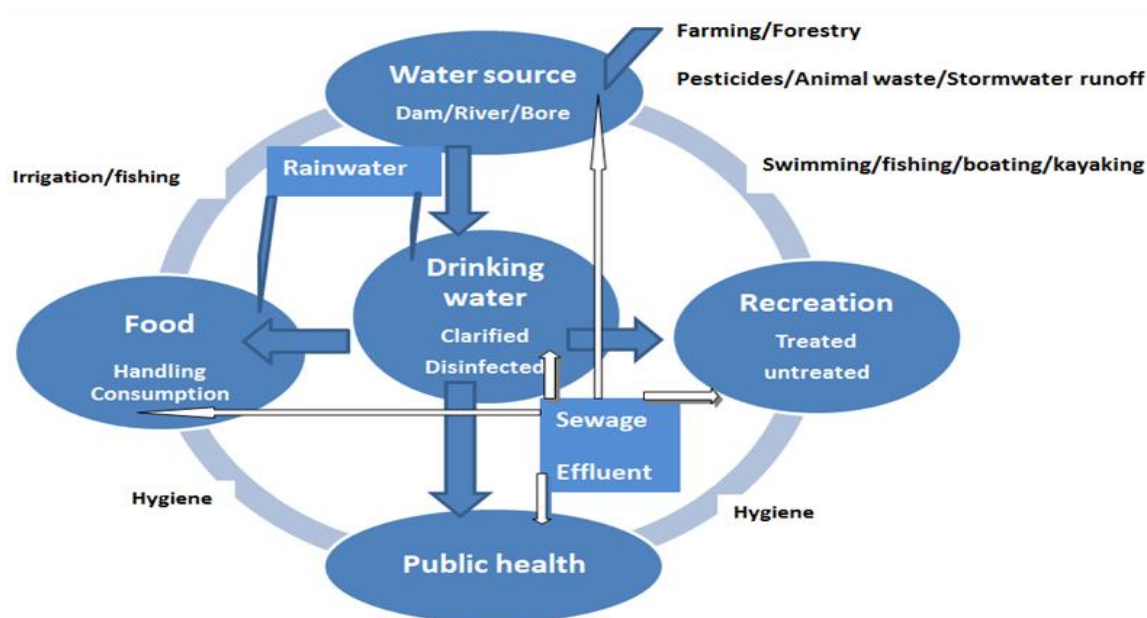 Farming/Forestry
Water source
Pesticides/Animal waste/Stormwater runoff
Dam/River/Bore
Rainwater
Irrigation/fishing
Swimming/fishing/boating/kayaking
Drinking
water
Clarified
Disinfected
Food
Handling
Consumption
Recreation
Treated
untreated
Sewage
Effluent
Hygiene
Hygiene
Public health